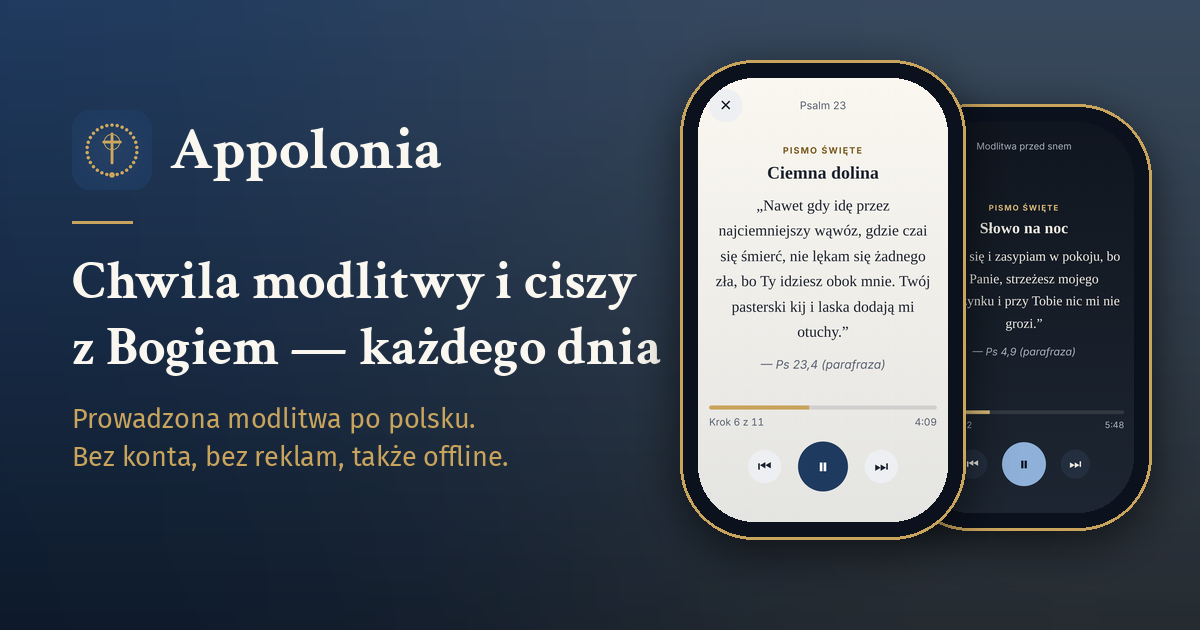 Appolonia
Chwila modlitwy i ciszy
z Bogiem — każdego dnia
Prowadzona modlitwa po polsku.
Bez konta, bez reklam, także offline.
Psalm 23
PISMO ŚWIĘTE
Ciemna dolina
„Nawet gdy idę przez
najciemniejszy wąwóz, gdzie czai
się śmierć, nie lękam się żadnego
zła, bo Ty idziesz obok mnie. Twój
pasterski kij i laska dodają mi
otuchy.”
— Ps 23,4 (parafraza)
Krok 6 z 11
4:09
Modlitwa przed snem
PISMO ŚWIĘTE
Słowo na noc
się i zasypiam w pokoju, bo
Panie, strzeżesz mojego
i przy Tobie nic mi nie
grozi.”
— Ps 4,9 (parafraza)
5:48